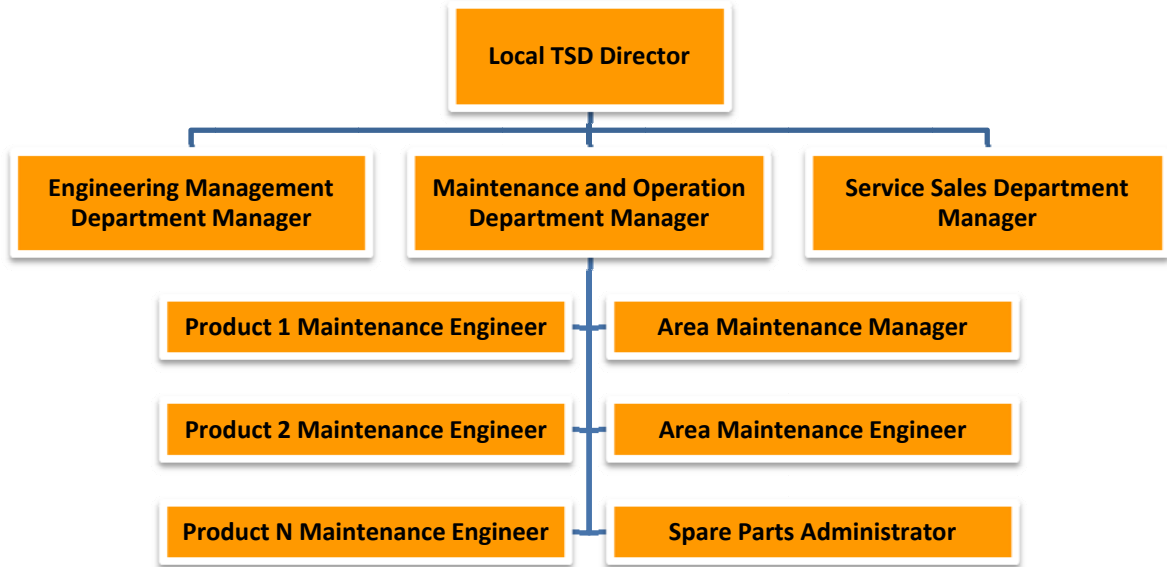 Local TSD Director
Engineering Management
Department Manager
Maintenance and Operation
Department Manager
Service Sales Department
Manager
Product 1 Maintenance Engineer
Area Maintenance Manager
Product 2 Maintenance Engineer
Area Maintenance Engineer
Product N Maintenance Engineer
Spare Parts Administrator